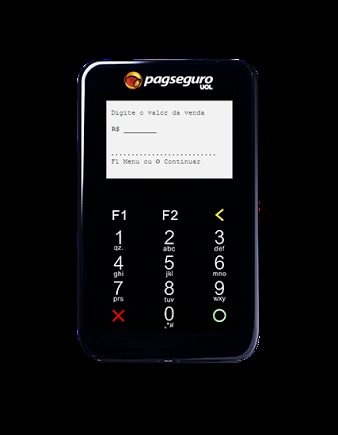 pagseguro
UOL
Digite o valor da venda
R$ ________
..........................
F1 Menu ou O Continuar
F1 F2 <
1 2 3
qz. abc def
4 5 6
ghi jkl mno
7 8 9
prs tuv wxy
X 0 O
,*#